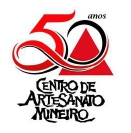 50
anos
CENTRO DE
ARTESANATO
MINEIRO